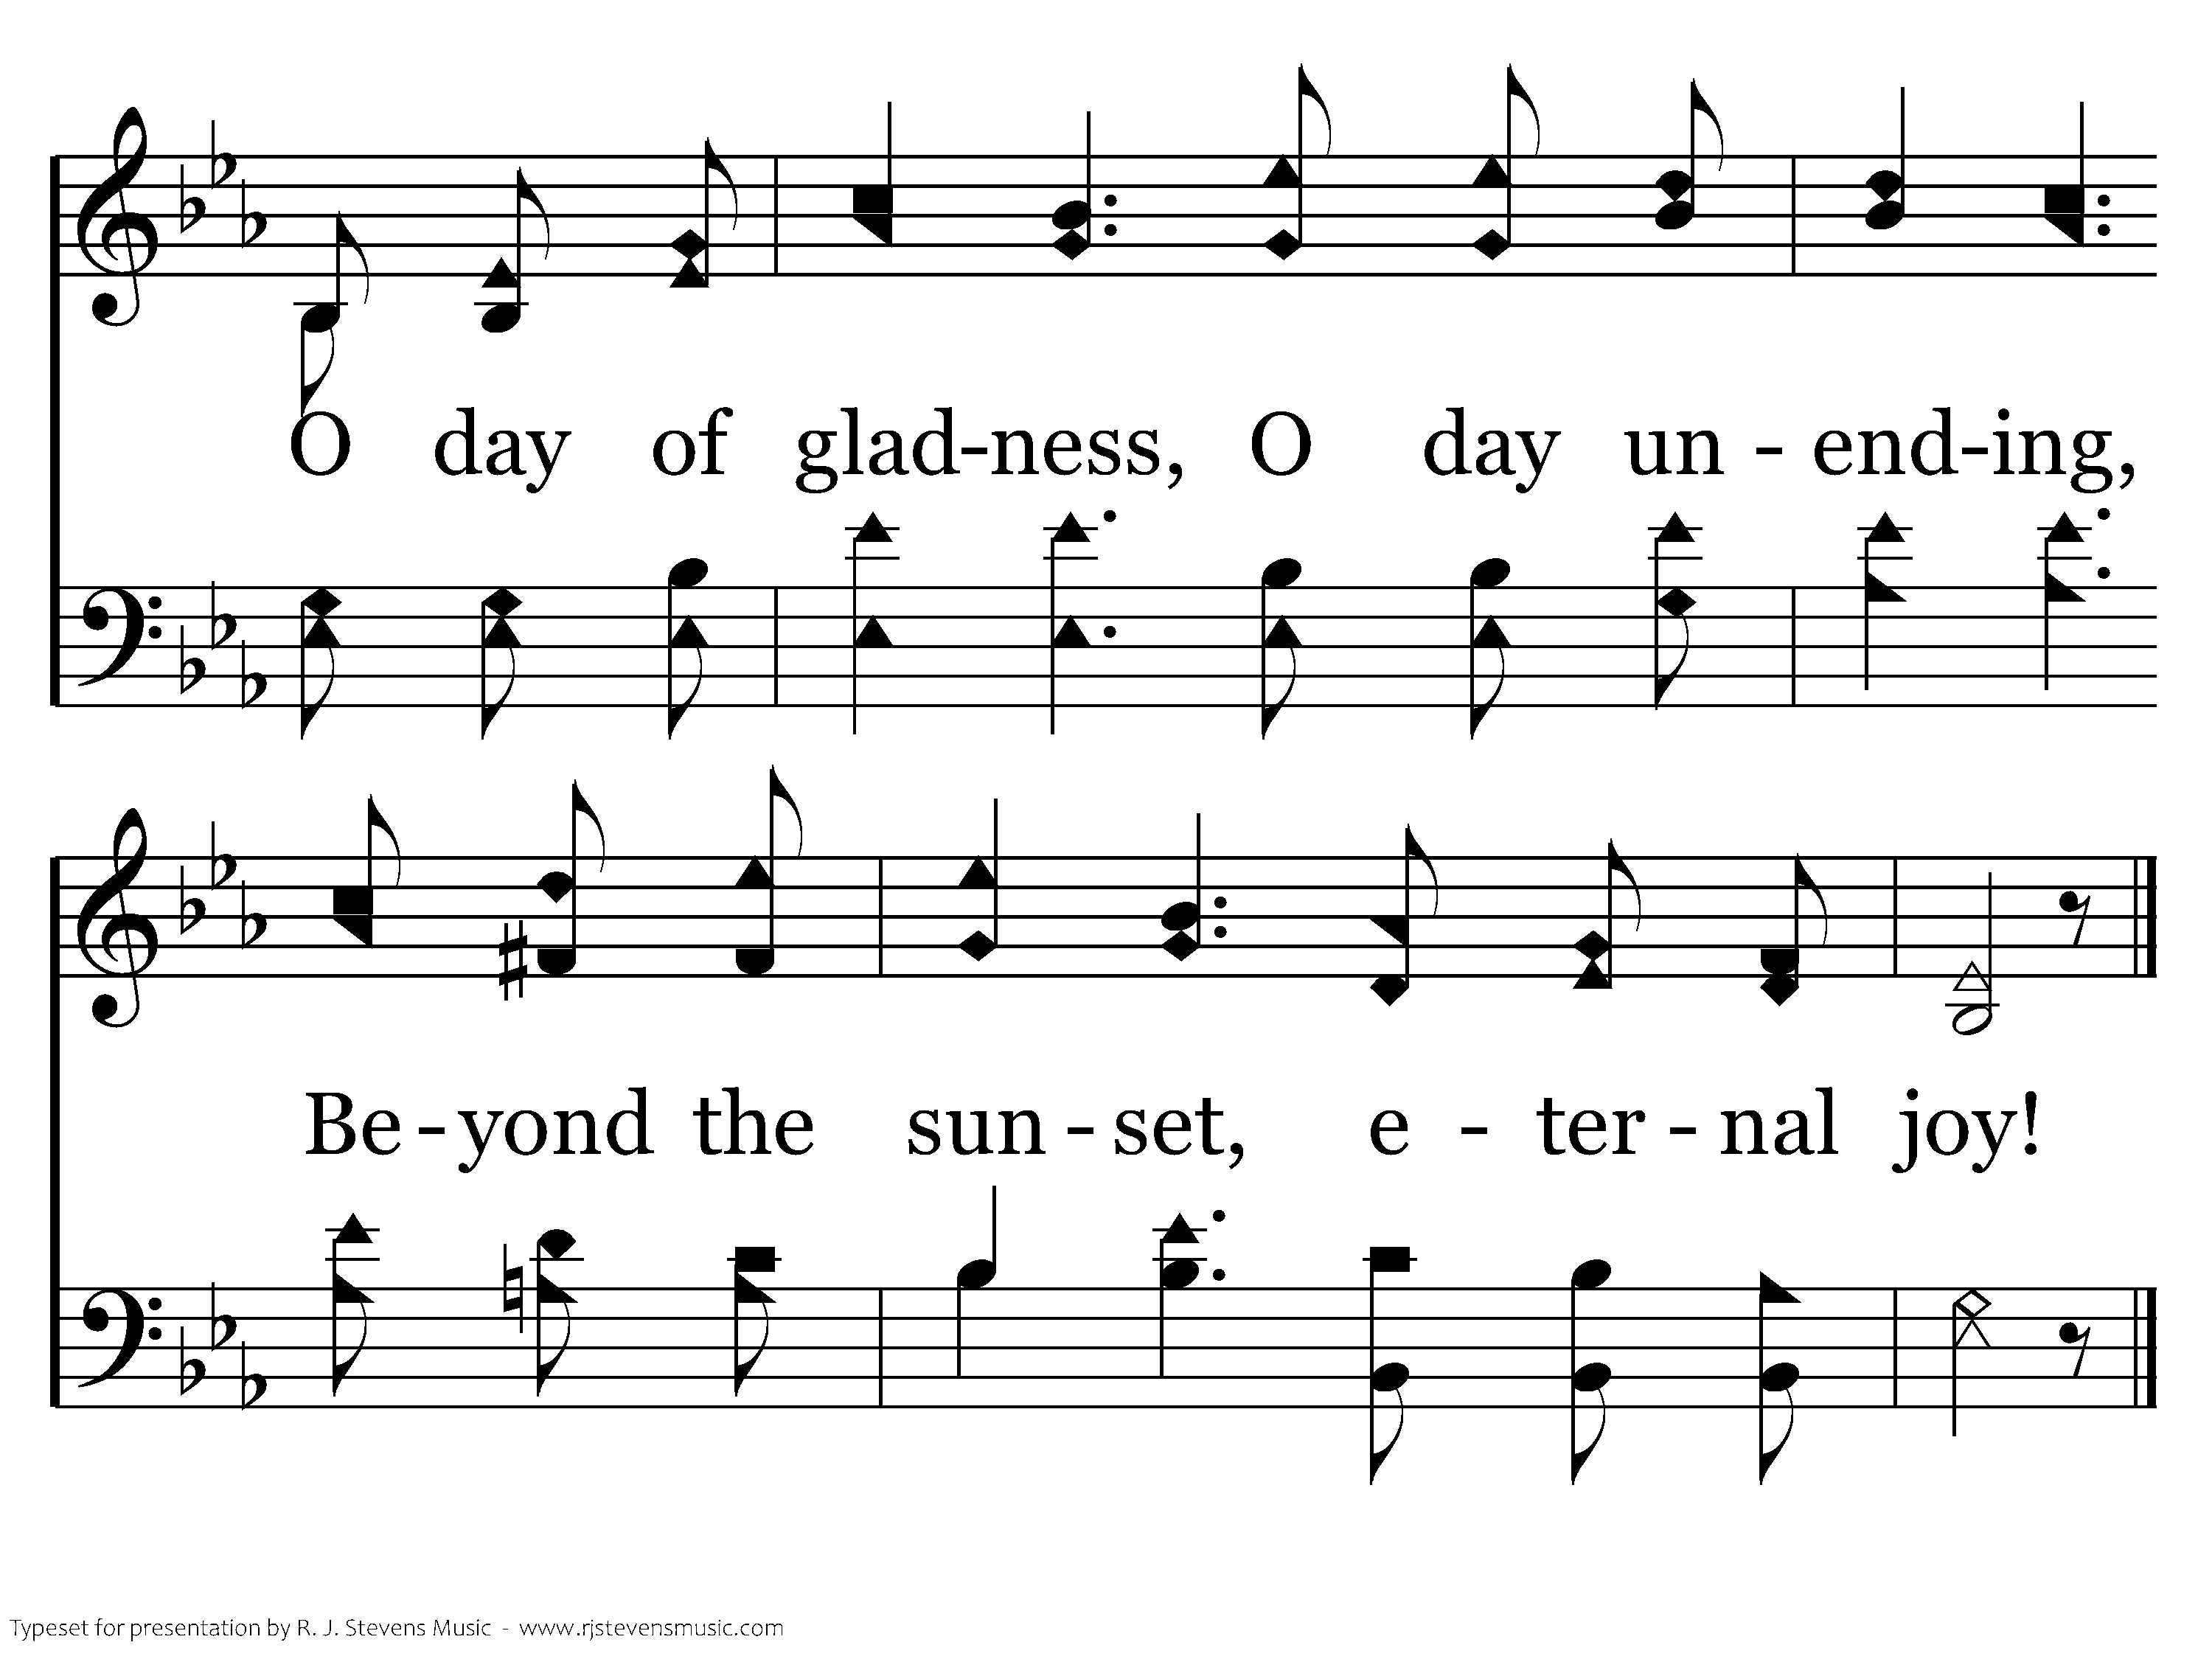 O day of glad-ness, O day un - end-ing,
Be - yond the sun - set, e - ter - nal joy!
Typeset for presentation by R. J. Stevens Music - www.rjstevensmusic.com